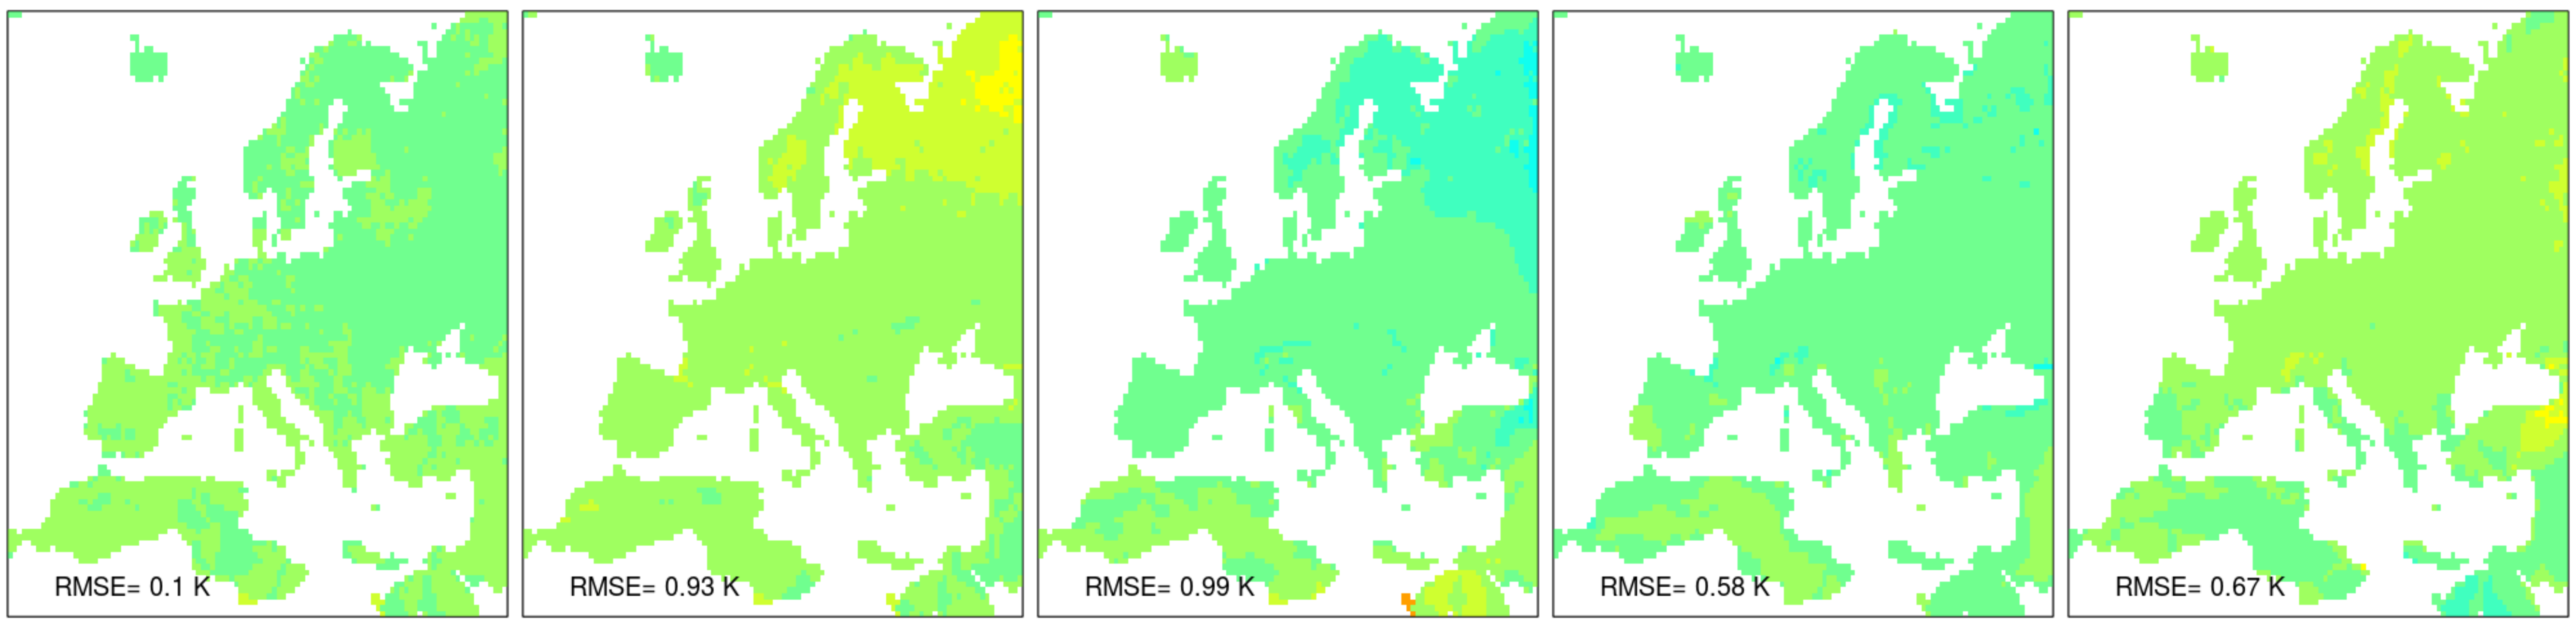 RMSE= 0.1 K
RMSE= 0.93 K
RMSE= 0.99 K
RMSE= 0.58 K
RMSE= 0.67 K